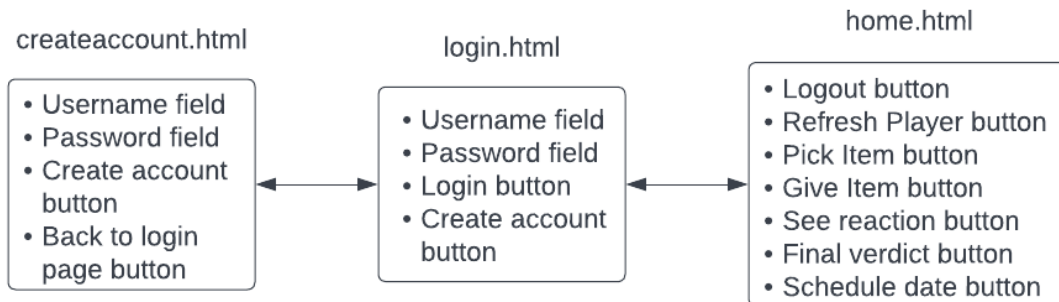 createaccount.html
• Username field
• Password field
• Create account
button
• Back to login
page button
login.html
• Username field
• Password field
• Login button
• Create account
button
home.html
• Logout button
• Refresh Player button
• Pick Item button
• Give Item button
• See reaction button
• Final verdict button
• Schedule date button